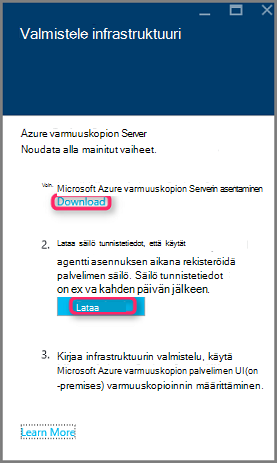 Valmistele infrastruktuuri
Azure varmuuskopion Server
Noudata alla mainitut vaiheet.
Microsoft Azure varmuuskopion Serverin asentaminen
Download
2. Lataa säilö tunnistetiedot, että käytät
agentti asennuksen aikana rekisteröidä
palvelimen säilö. Säilö tunnistetiedot
on ex va kahden päivän jälkeen.
Lataa
3. Kirjaa infrastruktuurin valmistelu, käytä
Microsoft Azure varmuuskopion palvelimen UI(on
-premises) varmuuskopioinnin määrittäminen.
Learn More